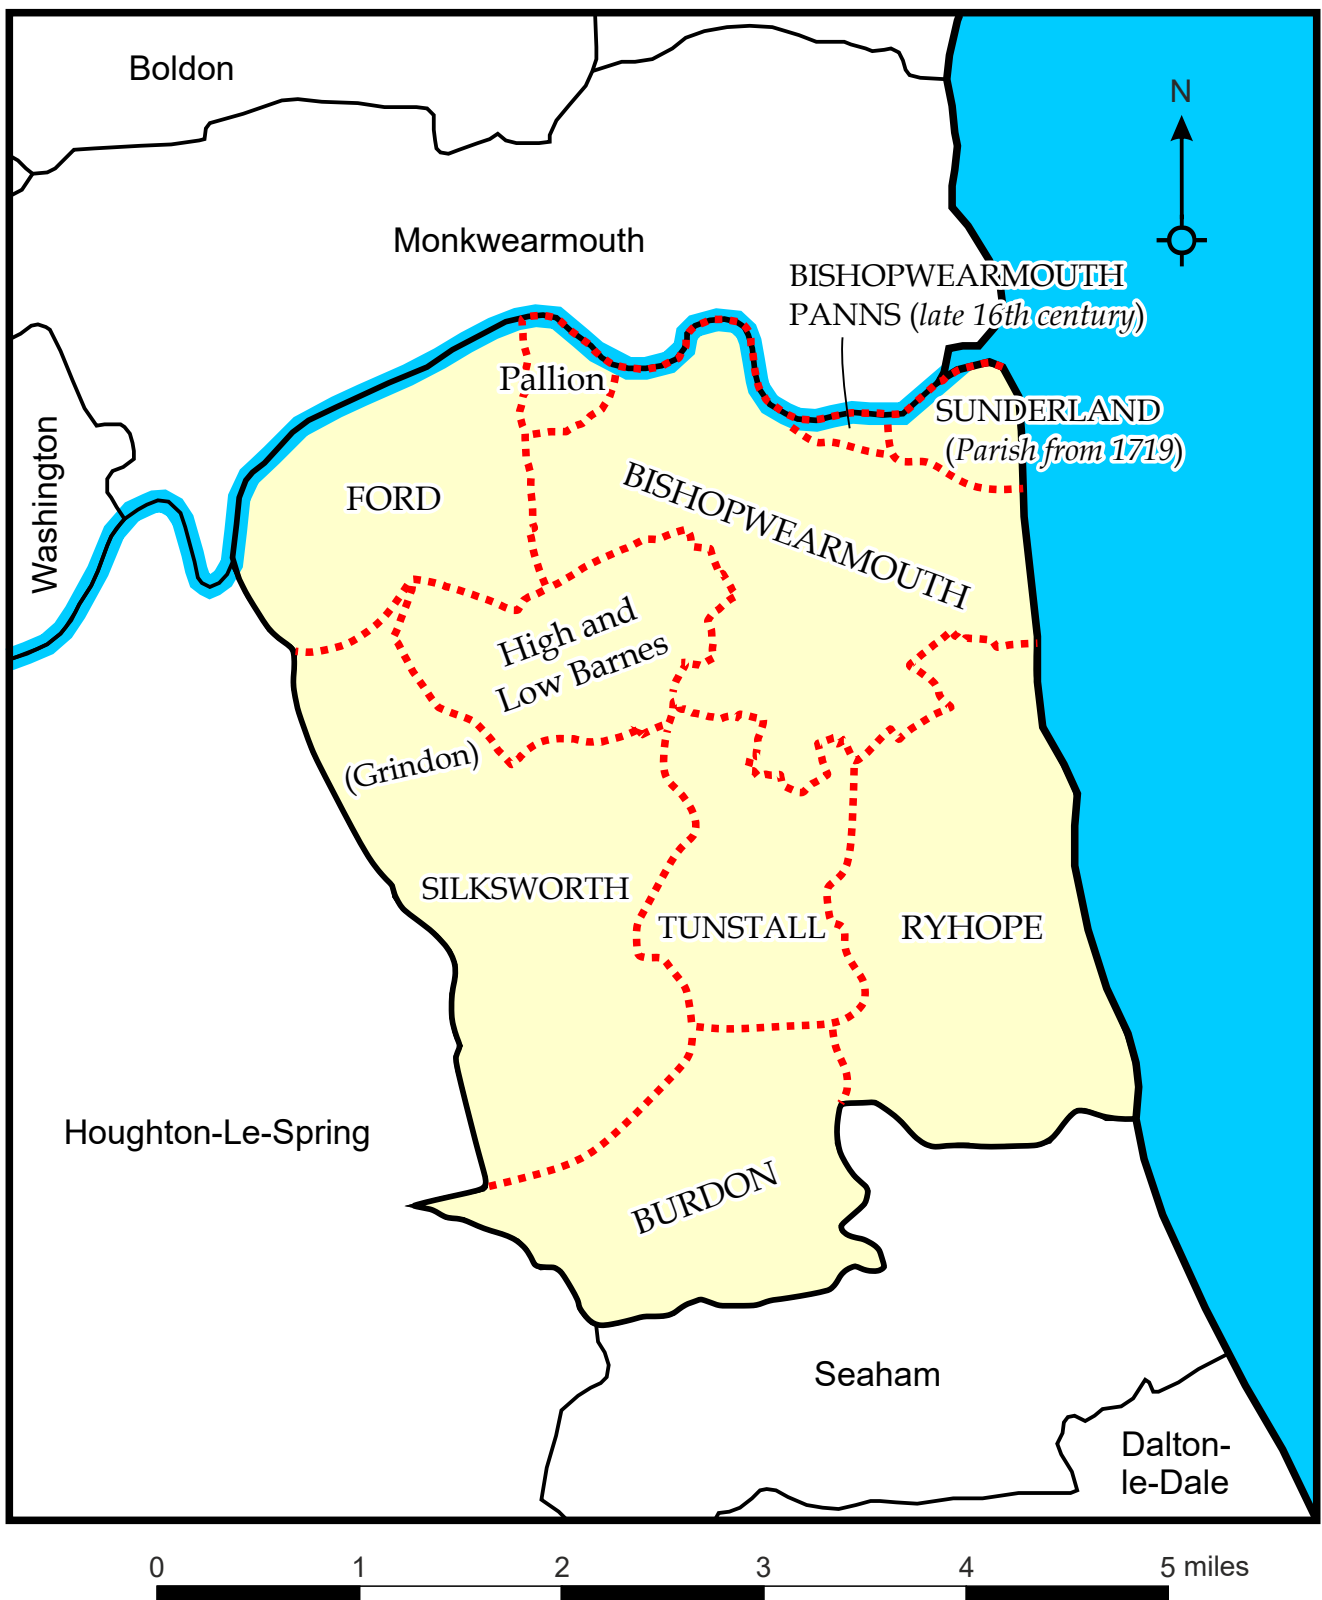 Boldon
N
Monkwearmouth
BISHOPWEARMOUTH
PANNS (late 16th century)
Pallion
SUNDERLAND
(Parish from 1719)
Washington
FORD
BISHOPWEARMOUTH
High and
Low Barnes
(Grindon)
SILKSWORTH
TUNSTALL
RYHOPE
Houghton-Le-Spring
BURDON
Seaham
Dalton-
le-Dale
0 1 2 3 4 5 miles